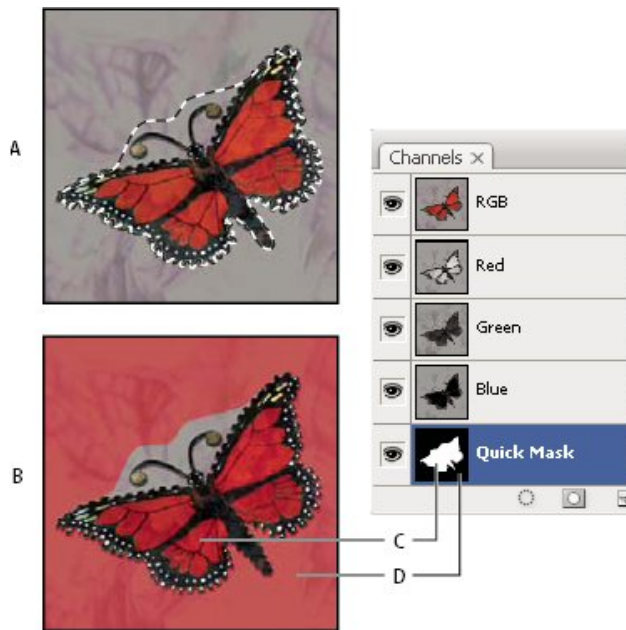 A
Channels ×
RGB
Red
Green
Blue
B
Quick Mask
C
D